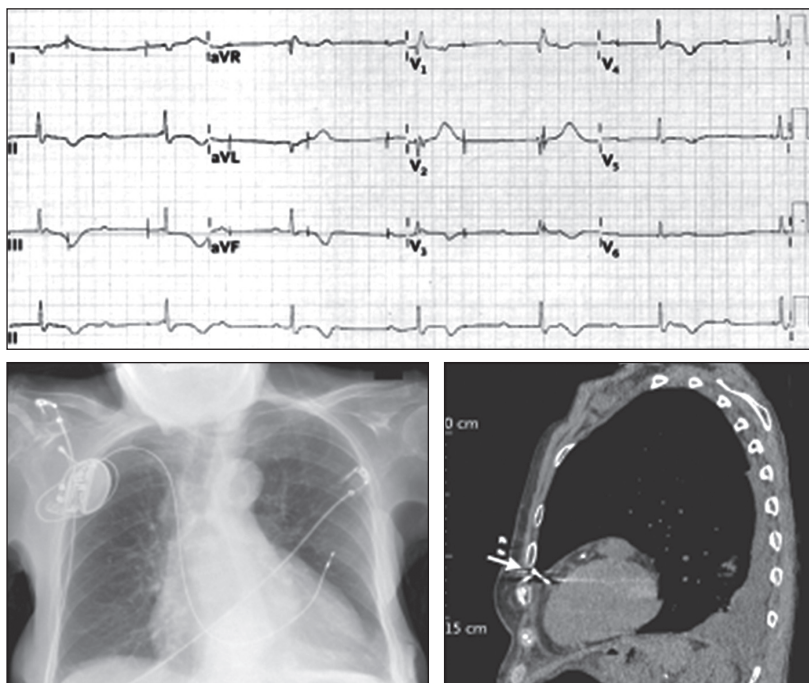 I aVR V₁ V₄
II aVL V₂ V₅
III aVF V₃ V₆
II
0 cm
15 cm